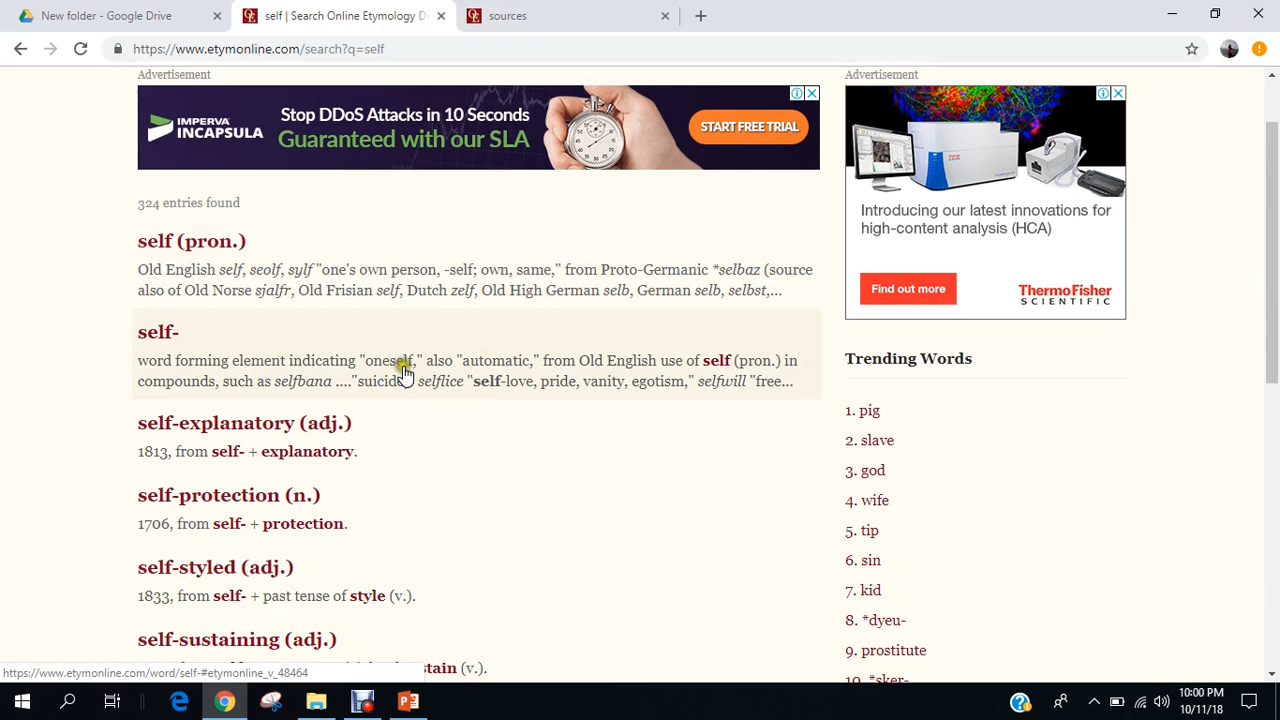 New folder - Google Drive
self | Search Online Etymology D
sources
https://www.etymonline.com/search?q=self
Advertisement
Advertisement
IMPERVA
INCAPSULA
Stop DDoS Attacks in 10 Seconds
Guaranteed with our SLA
START FREE TRIAL
Introducing our latest innovations for
high-content analysis (HCA)
Find out more
ThermoFisher
SCIENTIFIC
324 entries found
self (pron.)
Old English self, seolf, sylf "one's own person, -self; own, same," from Proto-Germanic *selbaz (source
also of Old Norse sjalfr, Old Frisian self, Dutch zelf, Old High German selb, German selb, selbst,...
self-
word forming element indicating "oneself," also "automatic," from Old English use of self (pron.) in
compounds, such as selfbana ...."suicide, selflice "self-love, pride, vanity, egotism," selfwill "free...
self-explanatory (adj.)
1813, from self- + explanatory.
self-protection (n.)
1706, from self- + protection.
self-styled (adj.)
1833, from self- + past tense of style (v.).
self-sustaining (adj.)
stain (v.).
Trending Words
1. pig
2. slave
3. god
4. wife
5. tip
6. sin
7. kid
8. *dyeu-
9. prostitute
10. *sker-
https://www.etymonline.com/word/self-#etymonline_v_48464
10:00 PM
10/11/18